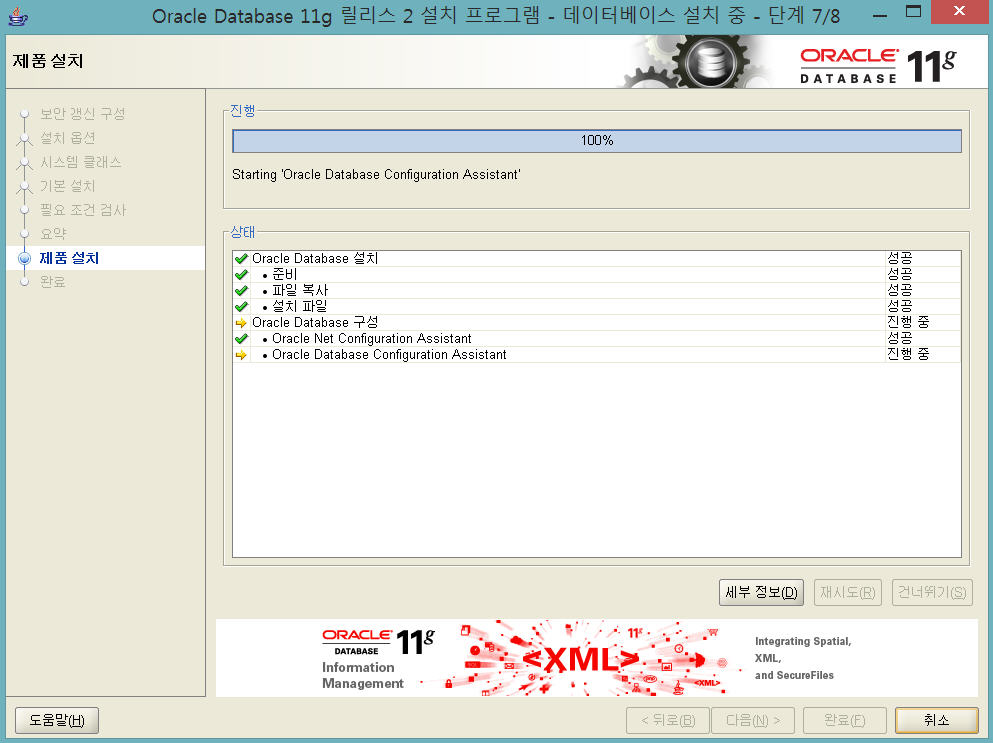 Oracle Database 11g 릴리스 2 설치 프로그램 - 데이터베이스 설치 중 - 단계 7/8
제품 설치
ORACLE DATABASE 11g
보안 갱신 구성
설치 옵션
시스템 클래스
기본 설치
필요 조건 검사
요약
제품 설치
완료
진행
100%
Starting 'Oracle Database Configuration Assistant'
상태
Oracle Database 설치 성공
• 준비 성공
• 파일 복사 성공
• 설치 파일 성공
Oracle Database 구성 진행 중
• Oracle Net Configuration Assistant 성공
• Oracle Database Configuration Assistant 진행 중
세부 정보(D) 재시도(R) 건너뛰기(S)
ORACLE DATABASE 11g
Information
Management
11g
<XML>
<XML>
Integrating Spatial,
XML,
and SecureFiles
도움말(H) < 뒤로(B) 다음(N) > 완료(F) 취소